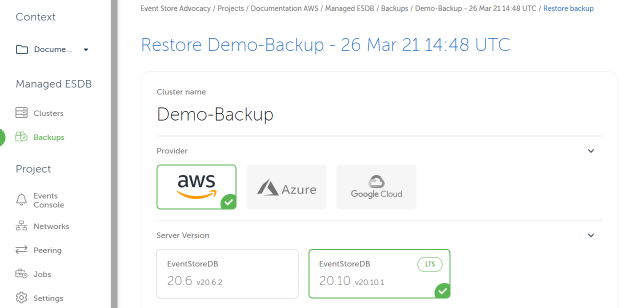 Context
Docume...
Managed ESDB
Clusters
Backups
Project
Events
Console
Networks
Peering
Jobs
Settings
Event Store Advocacy / Projects / Documentation AWS / Managed ESDB / Backups / Demo-Backup - 26 Mar 21 14:48 UTC / Restore backup
Restore Demo-Backup - 26 Mar 21 14:48 UTC
Cluster name
Demo-Backup
Provider
aws
Azure
Google Cloud
Server Version
EventStoreDB
20.6 v20.6.2
EventStoreDB LTS
20.10 v20.10.1